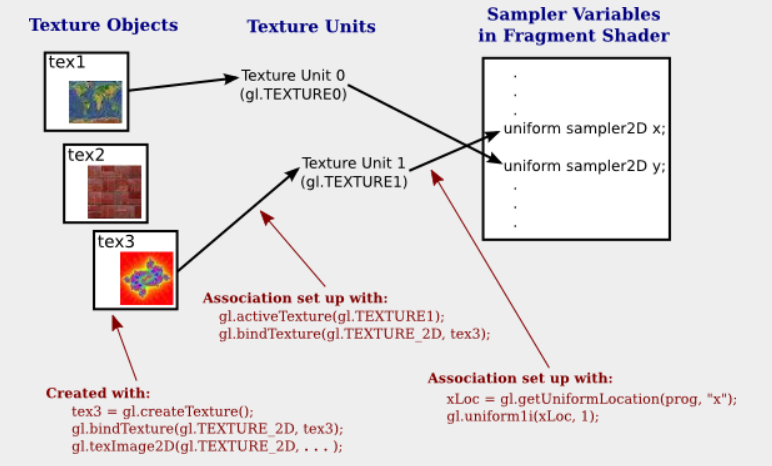 Texture Objects
Texture Units
Sampler Variables
in Fragment Shader
tex1
tex2
tex3
Texture Unit 0
(gl.TEXTURE0)
Texture Unit 1
(gl.TEXTURE1)
.
.
.
uniform sampler2D x;
uniform sampler2D y;
.
.
.
Association set up with:
gl.activeTexture(gl.TEXTURE1);
gl.bindTexture(gl.TEXTURE_2D, tex3);
Association set up with:
xLoc = gl.getUniformLocation(prog, "x");
gl.uniform1i(xLoc, 1);
Created with:
tex3 = gl.createTexture();
gl.bindTexture(gl.TEXTURE_2D, tex3);
gl.texImage2D(gl.TEXTURE_2D, . . . );